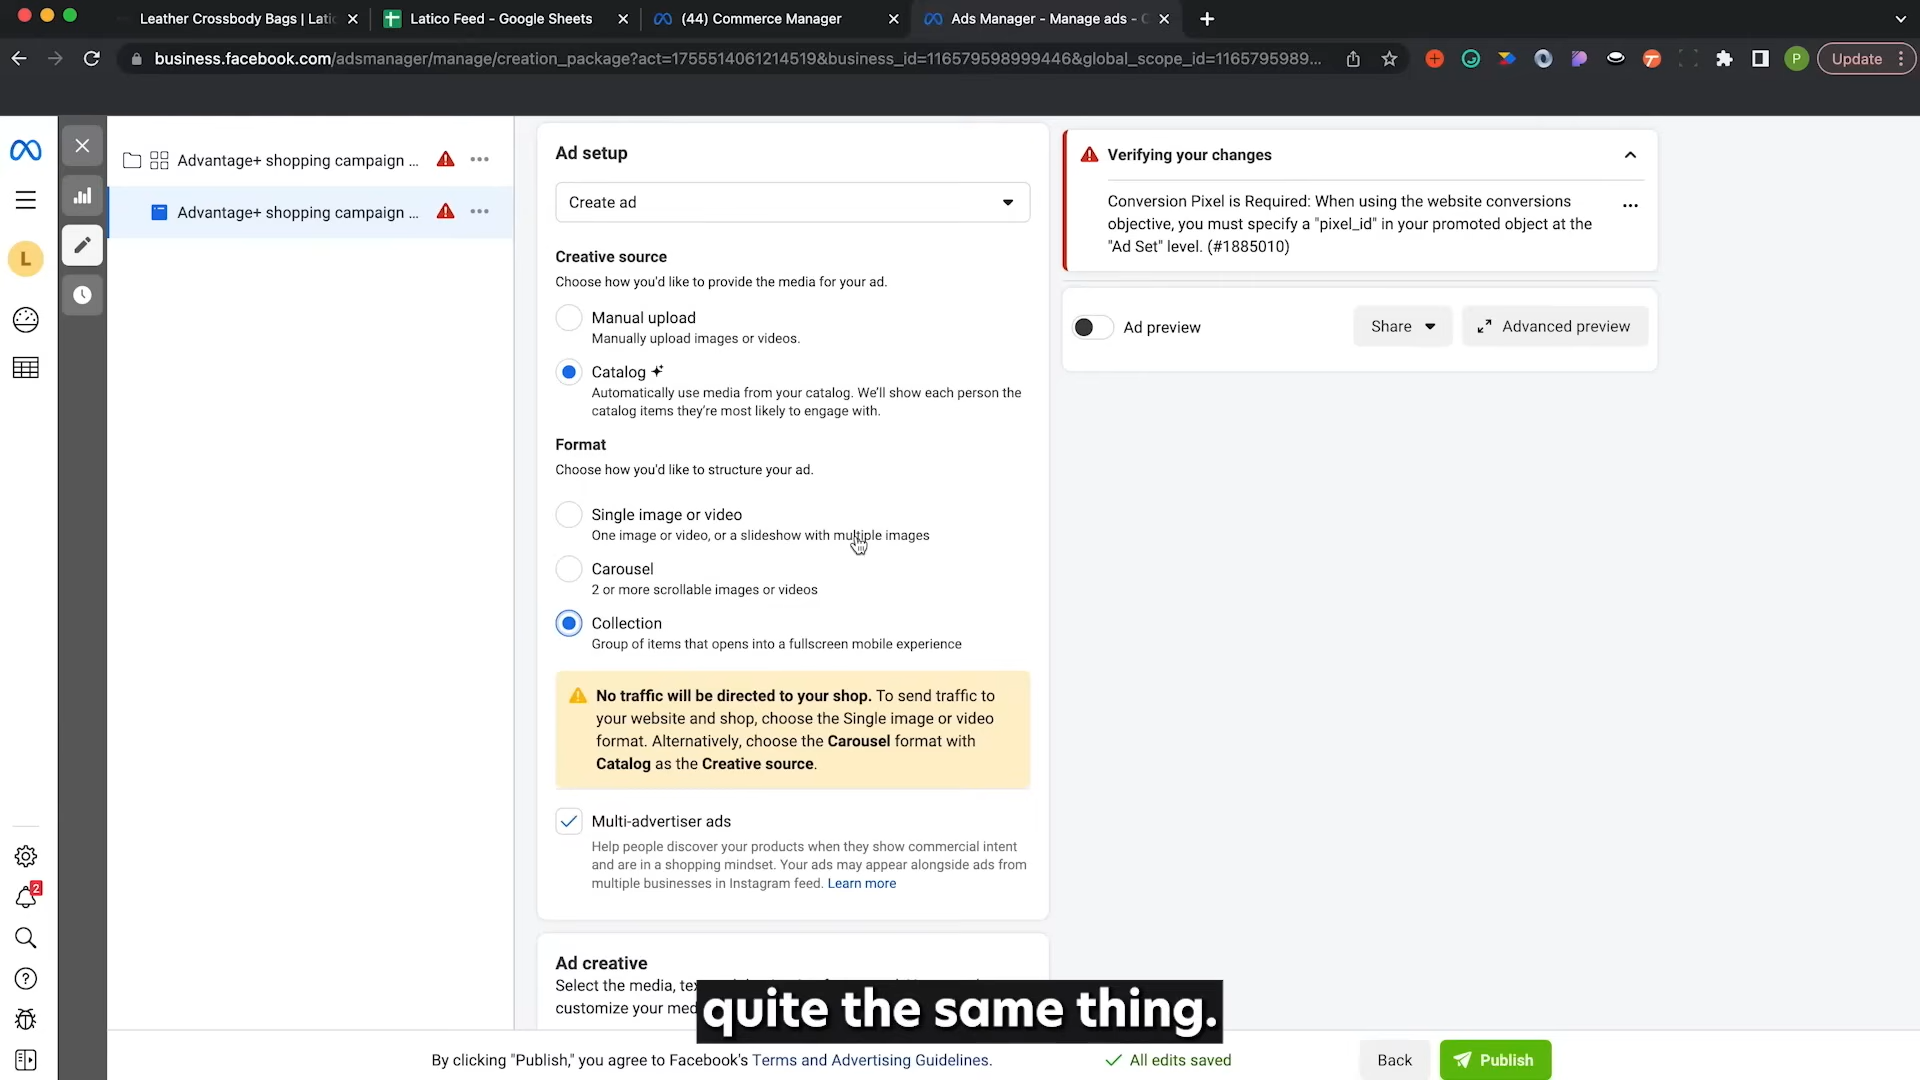 Leather Crossbody Bags | Latic
Latico Feed - Google Sheets
(44) Commerce Manager
Ads Manager - Manage ads - C
business.facebook.com/adsmanager/manage/creation_package?act=1755514061214519&business_id=1165795989994​46&global_scope_id=1165795989...
P
Update
Advantage+ shopping campaign ...
Advantage+ shopping campaign ...
L
2
Ad setup
Create ad
Creative source
Choose how you'd like to provide the media for your ad.
Manual upload
Manually upload images or videos.
Catalog
Automatically use media from your catalog. We'll show each person the
catalog items they're most likely to engage with.
Format
Choose how you'd like to structure your ad.
Single image or video
One image or video, or a slideshow with multiple images
Carousel
2 or more scrollable images or videos
Collection
Group of items that opens into a fullscreen mobile experience
No traffic will be directed to your shop. To send traffic to
your website and shop, choose the Single image or video
format. Alternatively, choose the Carousel format with
Catalog as the Creative source.
Multi-advertiser ads
Help people discover your products when they show commercial intent
and are in a shopping mindset. Your ads may appear alongside ads from
multiple businesses in Instagram feed. Learn more
Ad creative
Select the media,
customize your
Verifying your changes
Conversion Pixel is Required: When using the website conversions
objective, you must specify a "pixel_id" in your promoted object at the
"Ad Set" level. (#1885010)
Ad preview
Share
Advanced preview
quite the same thing.
By clicking "Publish," you agree to Facebook's Terms and Advertising Guidelines.
All edits saved
Back
Publish